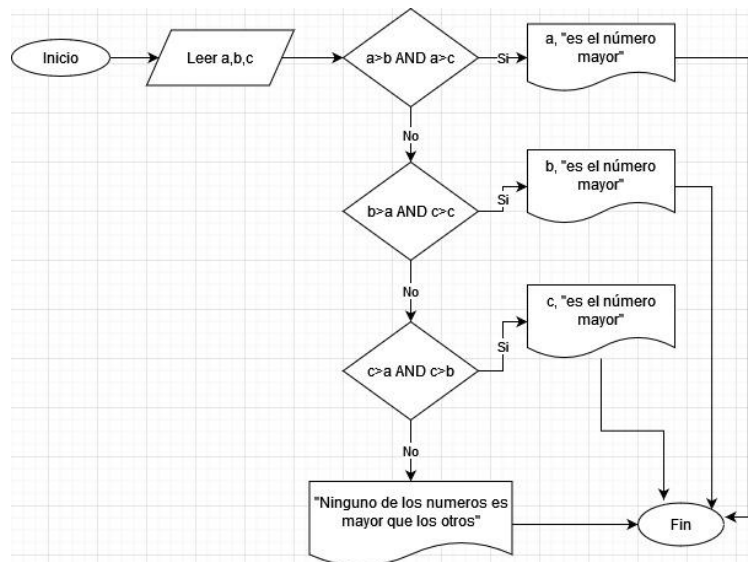 Inicio
Leer a,b,c
a>b AND a>c
Si
a, "es el número
mayor"
No
b>a AND c>c
Si
b, "es el número
mayor"
No
c>a AND c>b
Si
c, "es el número
mayor"
No
"Ninguno de los numeros es
mayor que los otros"
Fin